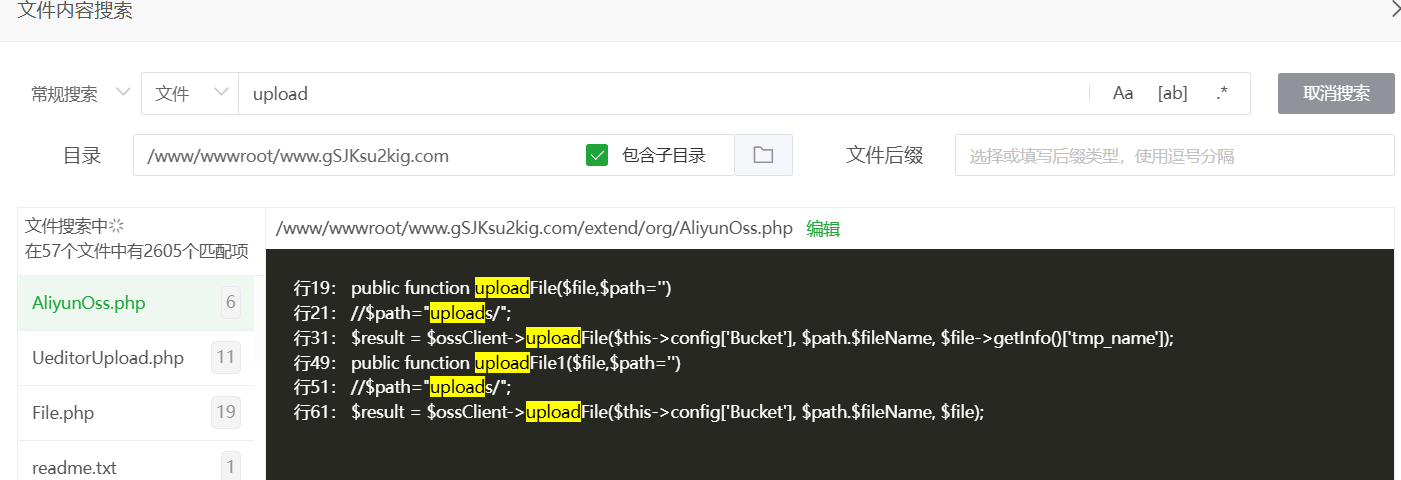 文件内容搜索
常规搜索 文件 upload Aa [ab] .* 取消搜索
目录 /www/wwwroot/www.gSJKsu2kig.com 包含子目录 文件后缀 选择或填写后缀类型，使用逗号分隔
文件搜索中
在57个文件中有2605个匹配项
/www/wwwroot/www.gSJKsu2kig.com/extend/org/AliyunOss.php 编辑
AliyunOss.php 6
UeditorUpload.php 11
File.php 19
readme.txt 1
行19： public function uploadFile($file,$path='')
行21： //$path="uploads/";
行31： $result = $ossClient->uploadFile($this->config['Bucket'], $path.$fileName, $file->getInfo()['tmp_name']);
行49： public function uploadFile1($file,$path='')
行51： //$path="uploads/";
行61： $result = $ossClient->uploadFile($this->config['Bucket'], $path.$fileName, $file);